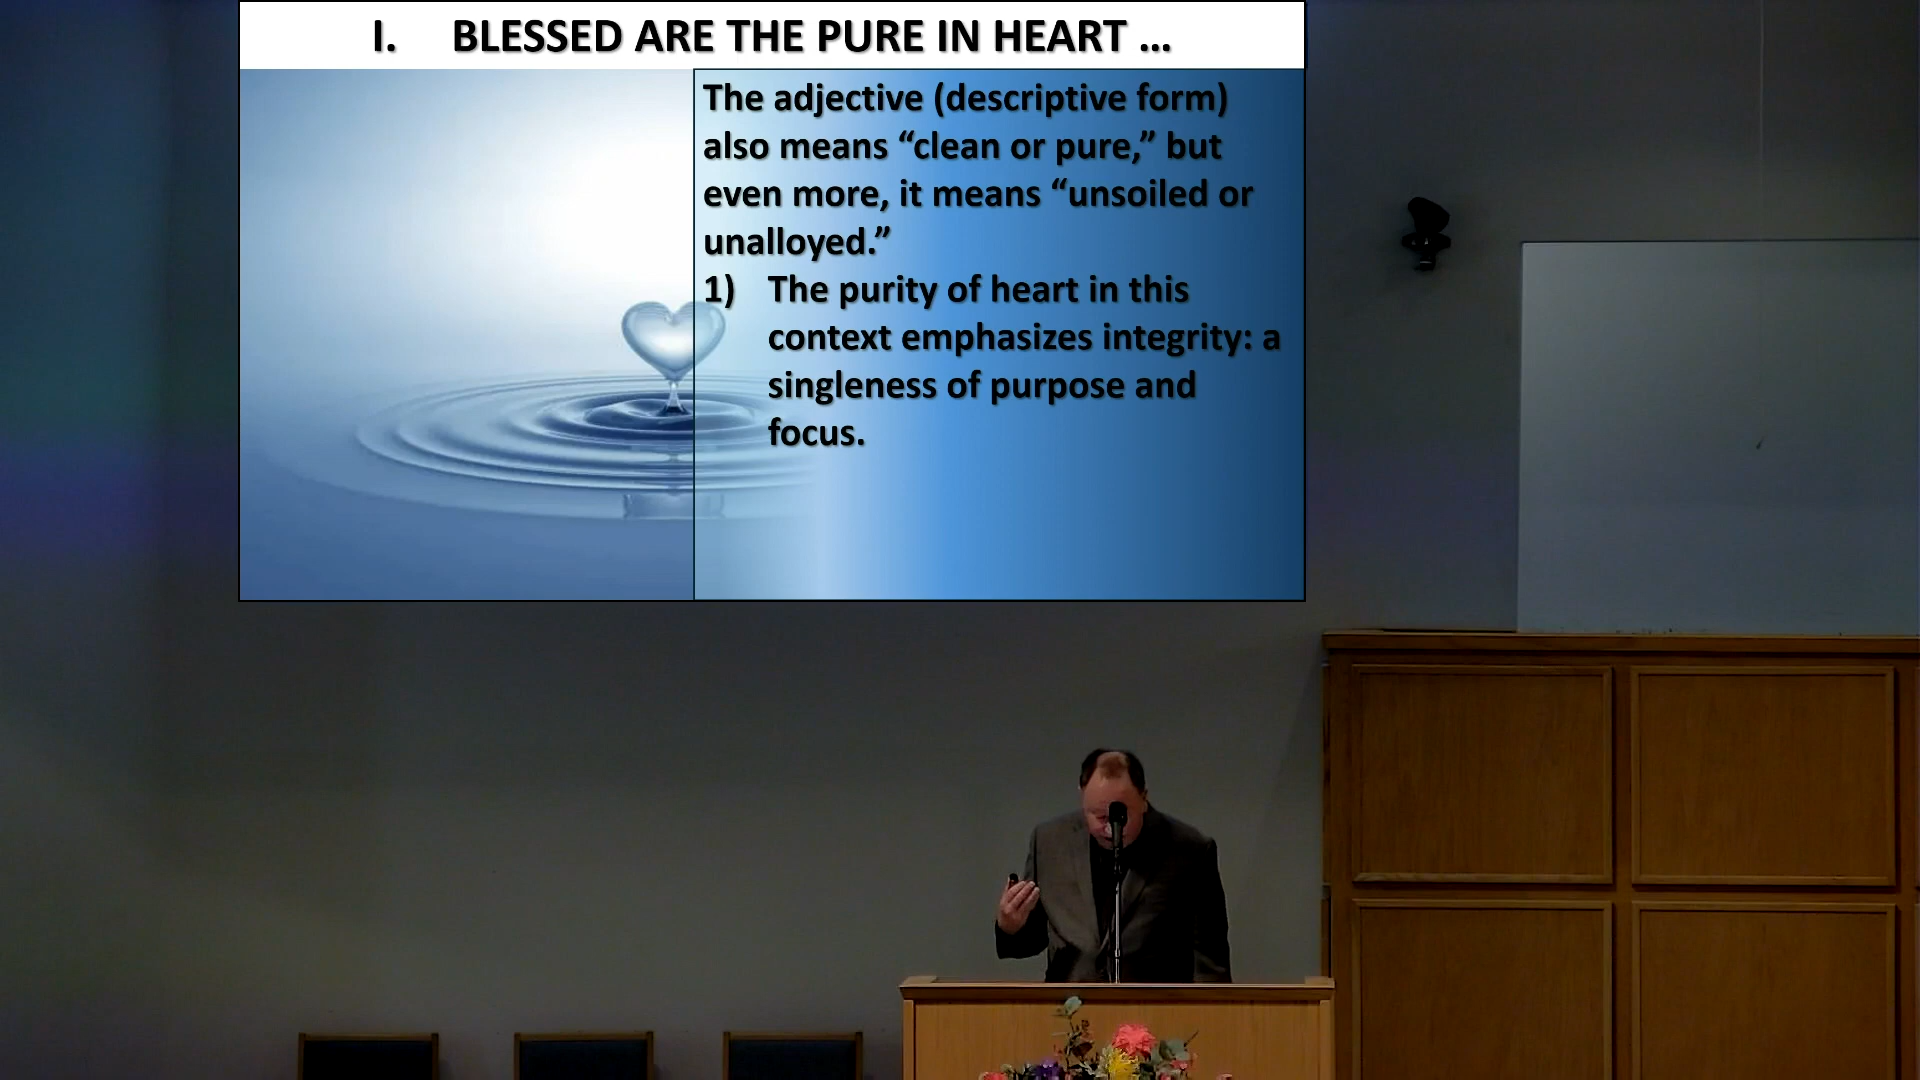 I. BLESSED ARE THE PURE IN HEART ...
The adjective (descriptive form)
also means “clean or pure,” but
even more, it means “unsoiled or
unalloyed.”
1) The purity of heart in this
context emphasizes integrity: a
singleness of purpose and
focus.